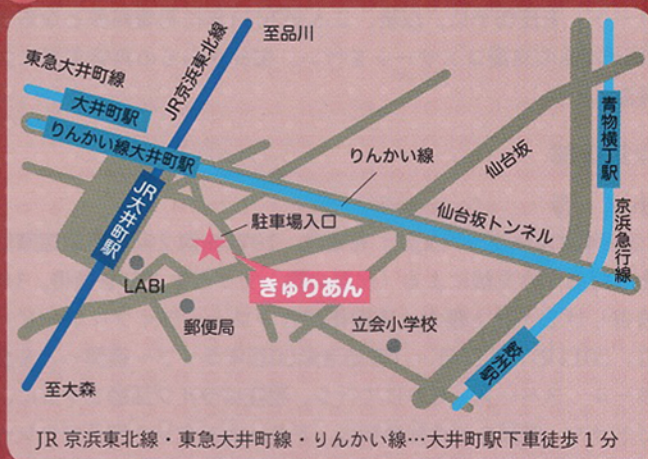 至品川
JR京浜東北線
東急大井町線
大井町駅
りんかい線大井町駅
青物横丁駅
りんかい線
仙台坂
JR大井町駅
駐車場入口
仙台坂トンネル
京浜急行線
LABI
きゅりあん
郵便局
立会小学校
鮫洲駅
至大森
JR京浜東北線・東急大井町線・りんかい線…大井町駅下車徒歩1分